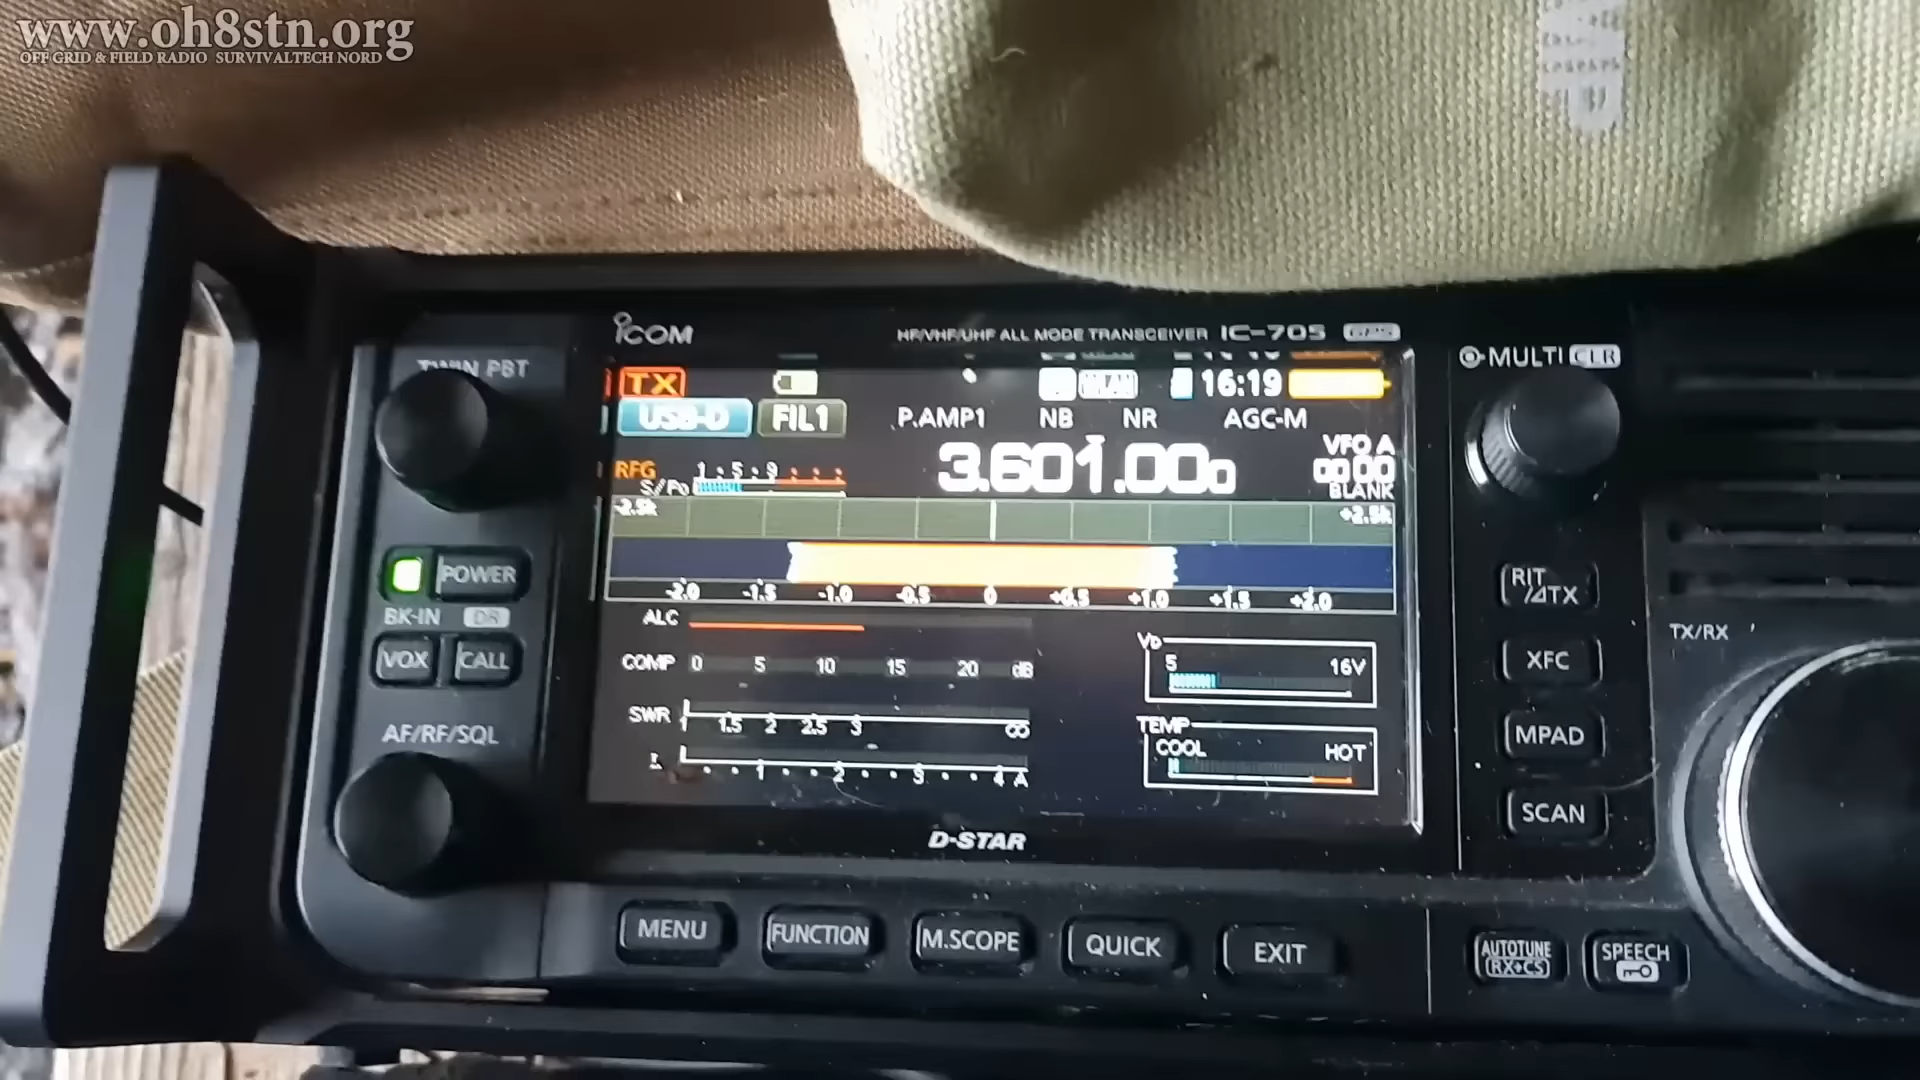 www.oh8stn.org
OFF GRID & FIELD RADIO SURVIVALTECH NORD
ICOM
HF/VHF/UHF ALL MODE TRANSCEIVER IC-705 GPS
TWIN PBT
MULTI CLR
TX
WLAN
16:19
USB-D
FIL1
P.AMP1
NB
NR
AGC-M
VFO A
RFG
1 5 9
3.601.000
S/Po
BLANK
-2.5k
+2.5k
-2.0 -1.5 -1.0 -0.5 0 +0.5 +1.0 +1.5 +2.0
POWER
BK-IN DR
VOX CALL
AF/RF/SQL
ALC
COMP 0 5 10 15 20 dB
SWR 1 1.5 2 2.5 3 ∞
1 2 3 4 A
VD
5 16V
TEMP
COOL HOT
RIT/∆TX
XFC
MPAD
SCAN
TX/RX
D-STAR
MENU FUNCTION M.SCOPE QUICK EXIT
AUTOTUNE
RX→CS
SPEECH